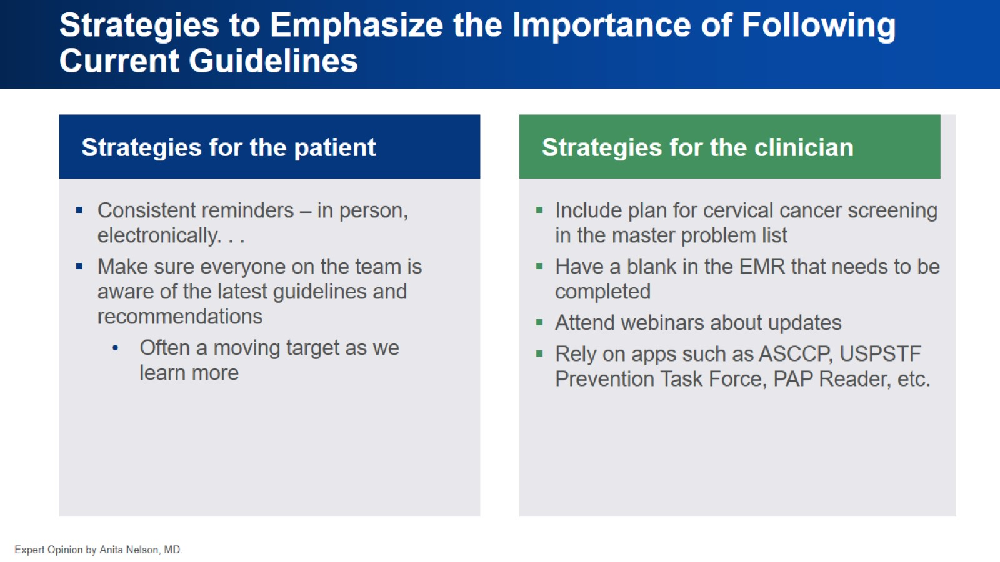 Strategies to Emphasize the Importance of Following
Current Guidelines
Strategies for the patient
▪ Consistent reminders – in person,
electronically. . .
▪ Make sure everyone on the team is
aware of the latest guidelines and
recommendations
• Often a moving target as we
learn more
Strategies for the clinician
▪ Include plan for cervical cancer screening
in the master problem list
▪ Have a blank in the EMR that needs to be
completed
▪ Attend webinars about updates
▪ Rely on apps such as ASCCP, USPSTF
Prevention Task Force, PAP Reader, etc.
Expert Opinion by Anita Nelson, MD.